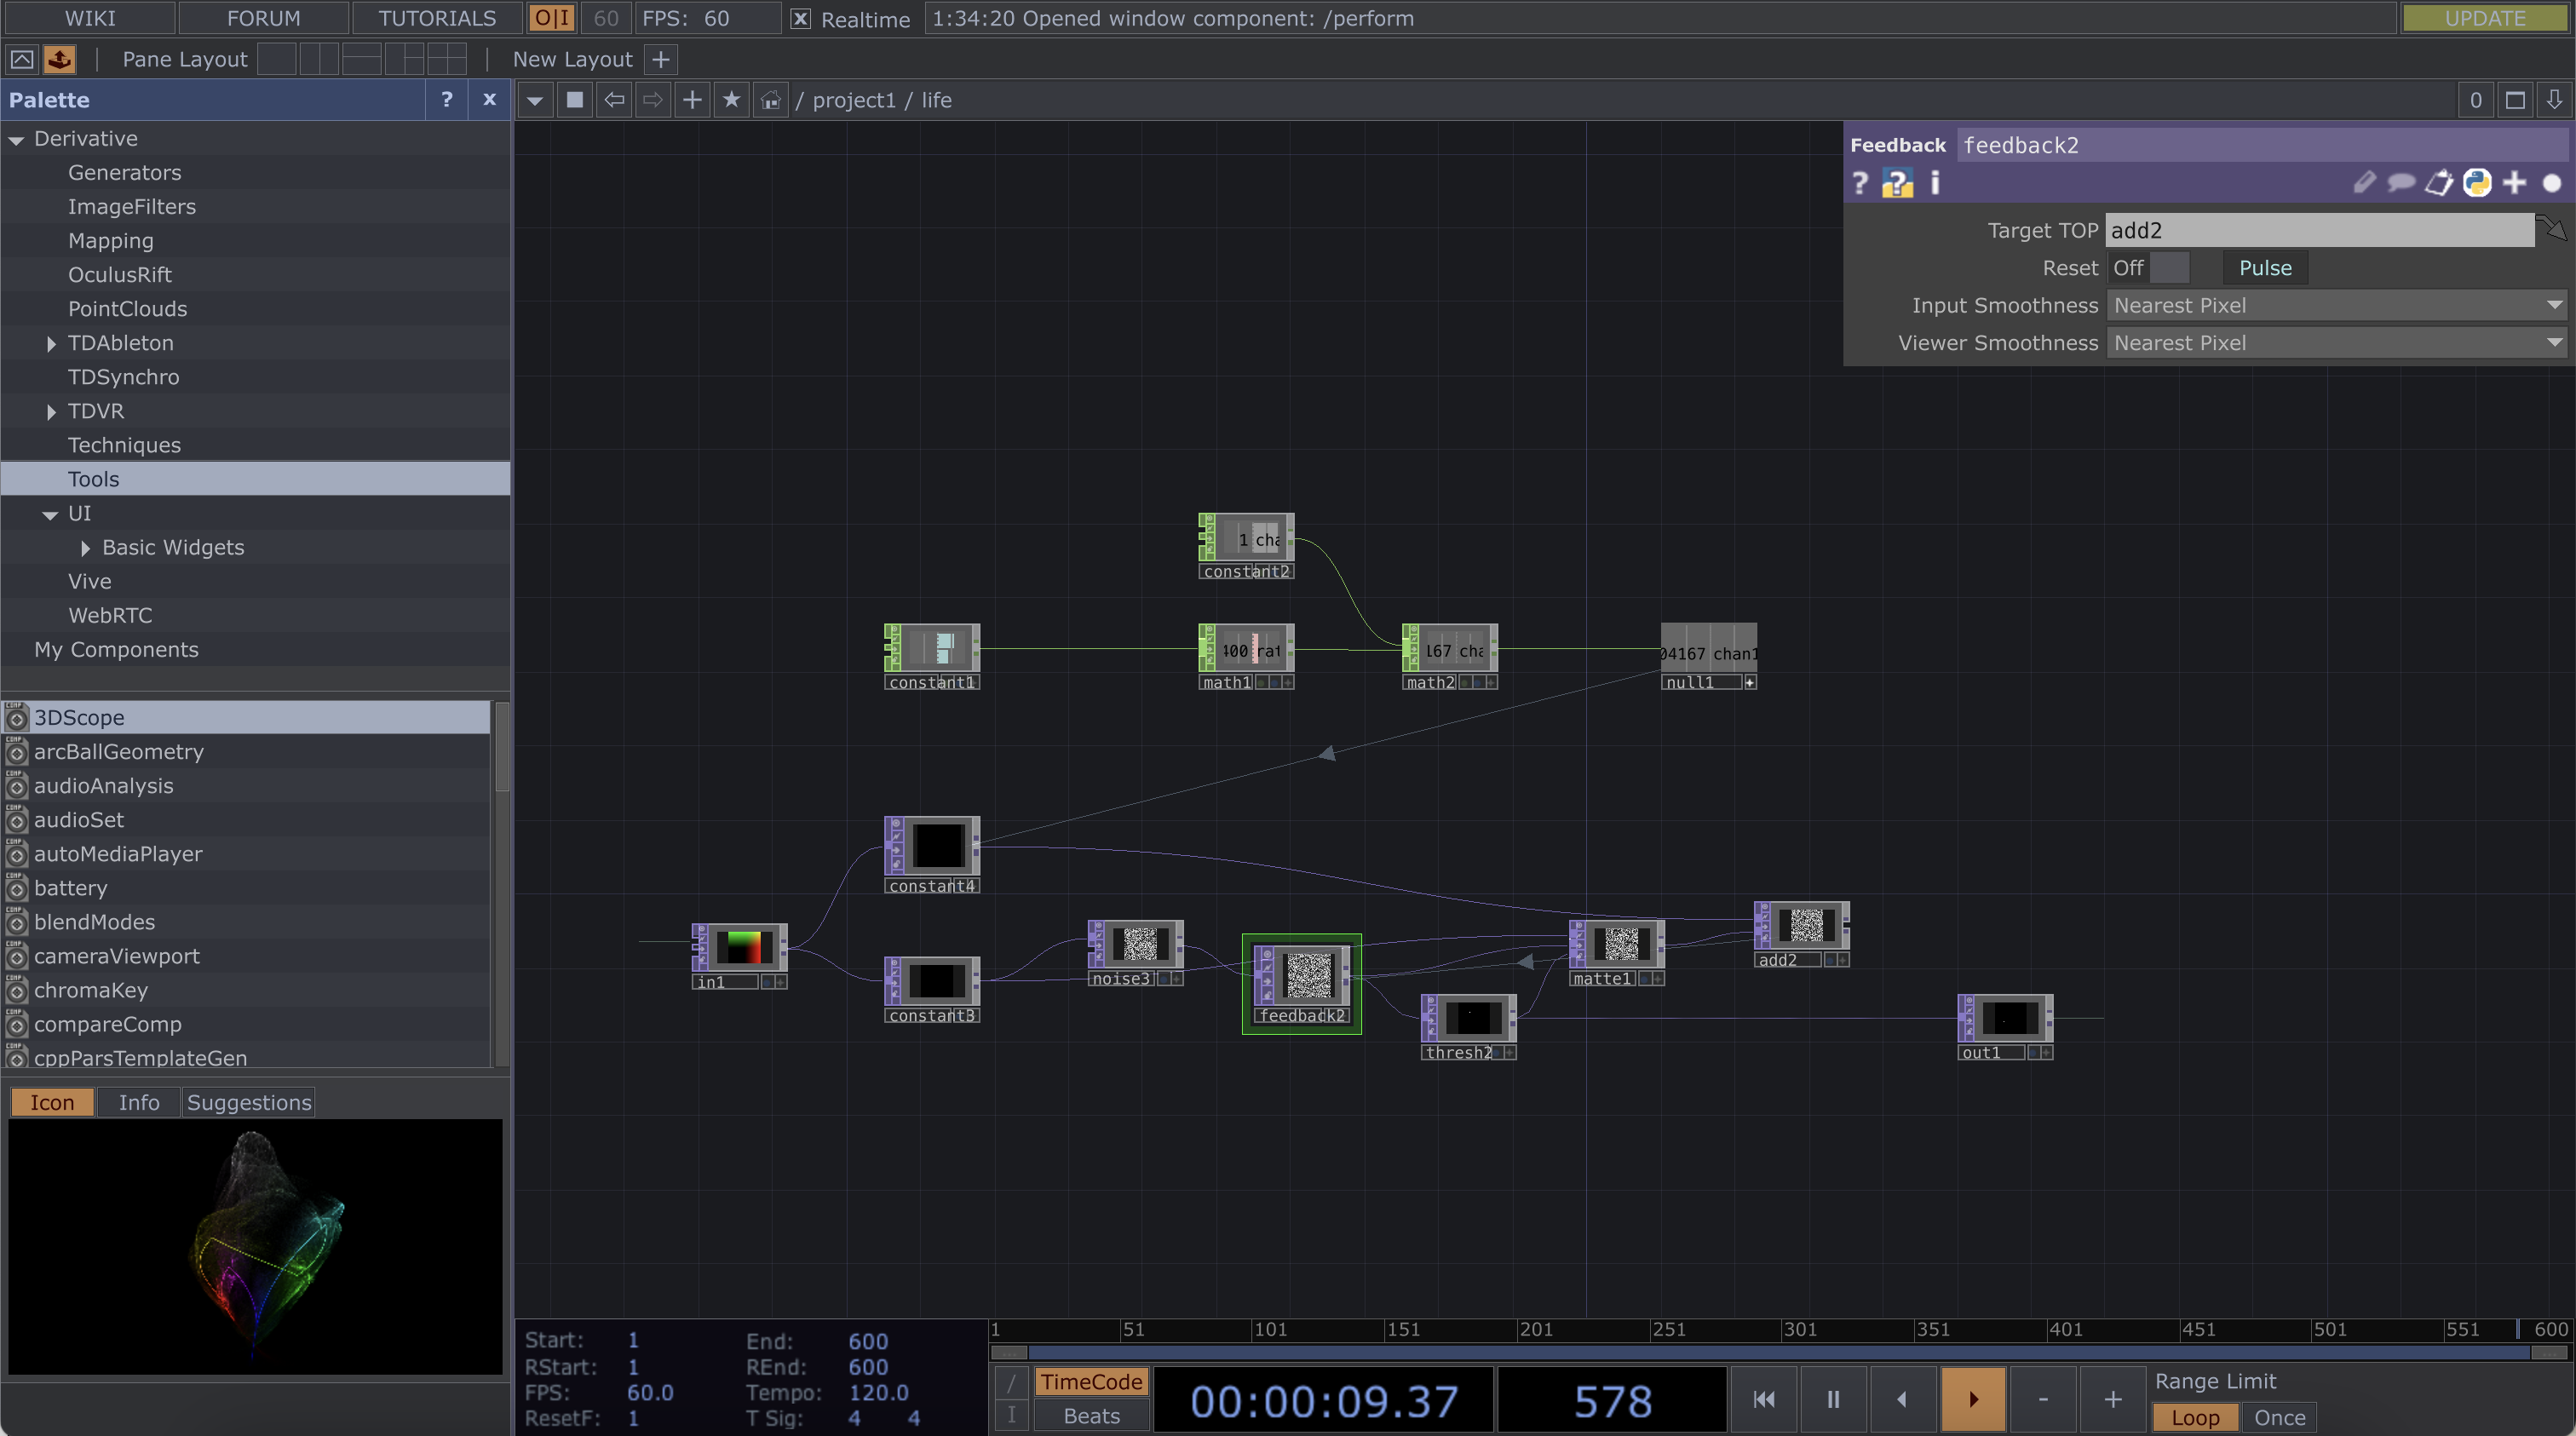 WIKI FORUM TUTORIALS O|I 60 FPS: 60 X Realtime 1:34:20 Opened window component: /perform UPDATE
Pane Layout New Layout +
Palette ? x / project1 / life 0
Derivative
Generators
ImageFilters
Mapping
OculusRift
PointClouds
TDAbleton
TDSynchro
TDVR
Techniques
Tools
UI
Basic Widgets
Vive
WebRTC
My Components
3DScope
arcBallGeometry
audioAnalysis
audioSet
autoMediaPlayer
battery
blendModes
cameraViewport
chromaKey
compareComp
cppParsTemplateGen
Icon Info Suggestions
Feedback feedback2
? ? i
Target TOP add2
Reset Off Pulse
Input Smoothness Nearest Pixel
Viewer Smoothness Nearest Pixel
1 cha
constant2
400 rat
167 cha
04167 chan1
constant1
math1
math2
null1
constant4
in1
constant3
noise3
feedback2
thresh2
matte1
add2
out1
1 51 101 151 201 251 301 351 401 451 501 551 600
Start: 1 End: 600
RStart: 1 REnd: 600
FPS: 60.0 Tempo: 120.0
ResetF: 1 T Sig: 4 4
/ TimeCode
I Beats
00:00:09.37
578
- +
Range Limit
Loop Once